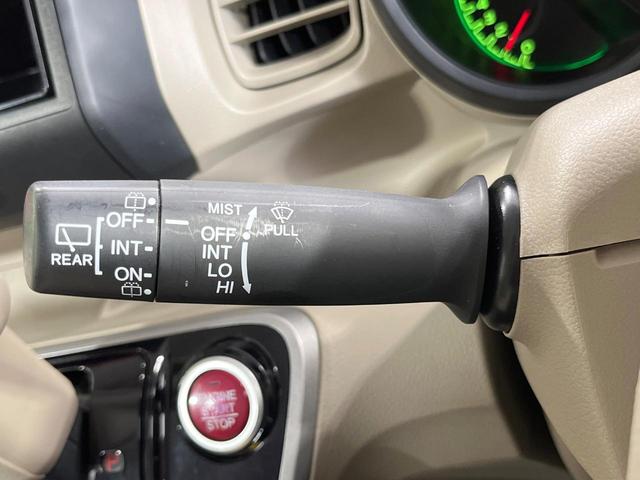 OFF
INT
REAR
ON
MIST
OFF
PULL
INT
LO
HI
ENGINE
START
STOP
P